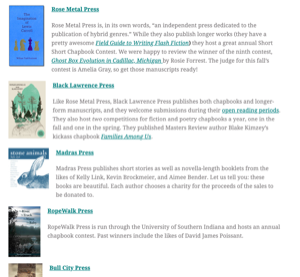 Rose Metal Press
Rose Metal Press is, in its own words, "an independent press dedicated to the
publication of hybrid genres." While they also publish longer works (they have a
pretty awesome Field Guide to Writing Flash Fiction) they host a great annual Short
Short Chapbook Contest. We were happy to review the winner of the ninth contest,
Ghost Box Evolution in Cadillac, Michigan by Rosie Forrest. The judge for this fall's
contest is Amelia Gray, so get those manuscripts ready!
Black Lawrence Press
Like Rose Metal Press, Black Lawrence Press publishes both chapbooks and longer-
form manuscripts, and they welcome submissions during their open reading periods.
They also host two competitions for fiction and poetry chapbooks a year, one in the
fall and one in the spring. They published Masters Review author Blake Kimzey's
kickass chapbook Families Among Us.
stone animals
Madras Press
Madras Press publishes short stories as well as novella-length booklets from the
likes of Kelly Link, Kevin Brockmeier, and Aimee Bender. Let us tell you: these
books are beautiful. Each author chooses a charity for the proceeds of the sales to
be donated to.
RopeWalk Press
RopeWalk Press is run through the University of Southern Indiana and hosts an annual
chapbook contest. Past winners include the likes of David James Poissant.
Bull City Press